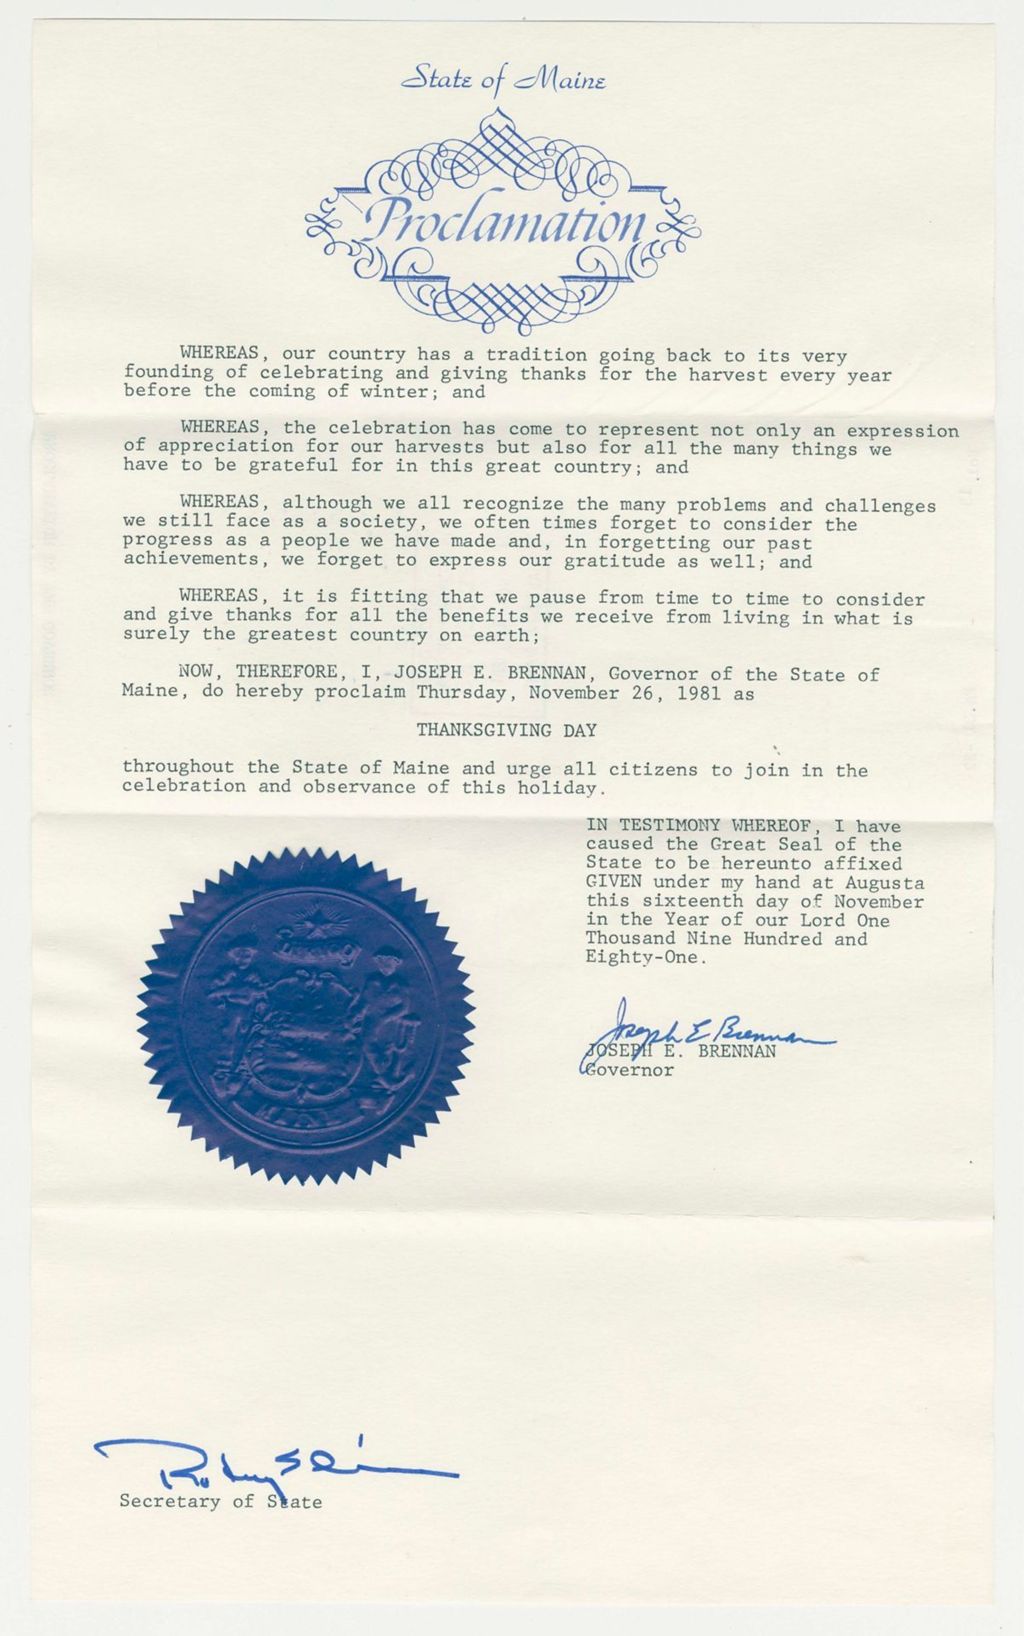 State of Maine
Proclamation
WHEREAS, our country has a tradition going back to its very
founding of celebrating and giving thanks for the harvest every year
before the coming of winter; and
WHEREAS, the celebration has come to represent not only an expression
of appreciation for our harvests but also for all the many things we
have to be grateful for in this great country; and
WHEREAS, although we all recognize the many problems and challenges
we still face as a society, we often times forget to consider the
progress as a people we have made and, in forgetting our past
achievements, we forget to express our gratitude as well; and
WHEREAS, it is fitting that we pause from time to time to consider
and give thanks for all the benefits we receive from living in what is
surely the greatest country on earth;
NOW, THEREFORE, I, JOSEPH E. BRENNAN, Governor of the State of
Maine, do hereby proclaim Thursday, November 26, 1981 as
THANKSGIVING DAY
throughout the State of Maine and urge all citizens to join in the
celebration and observance of this holiday.
IN TESTIMONY WHEREOF, I have
caused the Great Seal of the
State to be hereunto affixed
GIVEN under my hand at Augusta
this sixteenth day of November
in the Year of our Lord One
Thousand Nine Hundred and
Eighty-One.
Joseph E Brennan
JOSEPH E. BRENNAN
Governor
Secretary of State